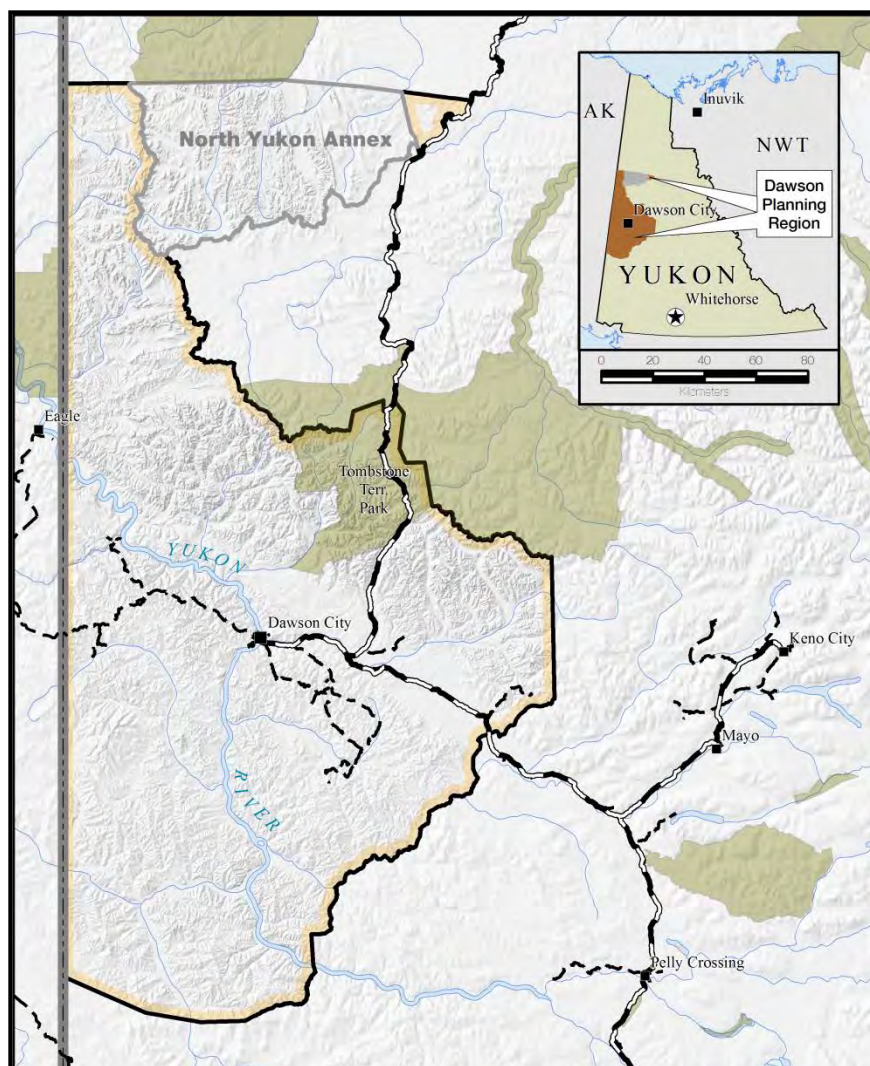 North Yukon Annex
Eagle
Tombstone
Terr.
Park
YUKON
Dawson City
RIVER
Keno City
Mayo
Pelly Crossing
Inuvik
AK
NWT
Dawson
Planning
Region
Dawson City
YUKON
Whitehorse
0 20 40 60 80
Kilometers